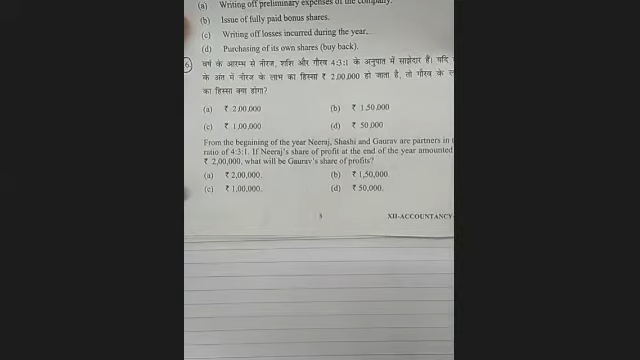 (a) Writing off preliminary expenses of the company.
(b) Issue of fully paid bonus shares.
(c) Writing off losses incurred during the year.
(d) Purchasing of its own shares (buy back).
6. वर्ष के आरम्भ से नीरज, शशि और गौरव 4:3:1 के अनुपात में साझेदार हैं। यदि
के अंत में नीरज के लाभ का हिस्सा ₹ 2,00,000 हो जाता है, तो गौरव के
का हिस्सा क्या होगा?
(a) ₹ 2,00,000 (b) ₹ 1,50,000
(c) ₹ 1,00,000 (d) ₹ 50,000
From the begnining of the year Neeraj, Shashi and Gaurav are partners in
ratio of 4:3:1. If Neeraj's share of profit at the end of the year amounted
₹ 2,00,000, what will be Gaurav's share of profits?
(a) ₹ 2,00,000. (b) ₹ 1,50,000.
(c) ₹ 1,00,000. (d) ₹ 50,000.
3 XII-ACCOUNTANCY-